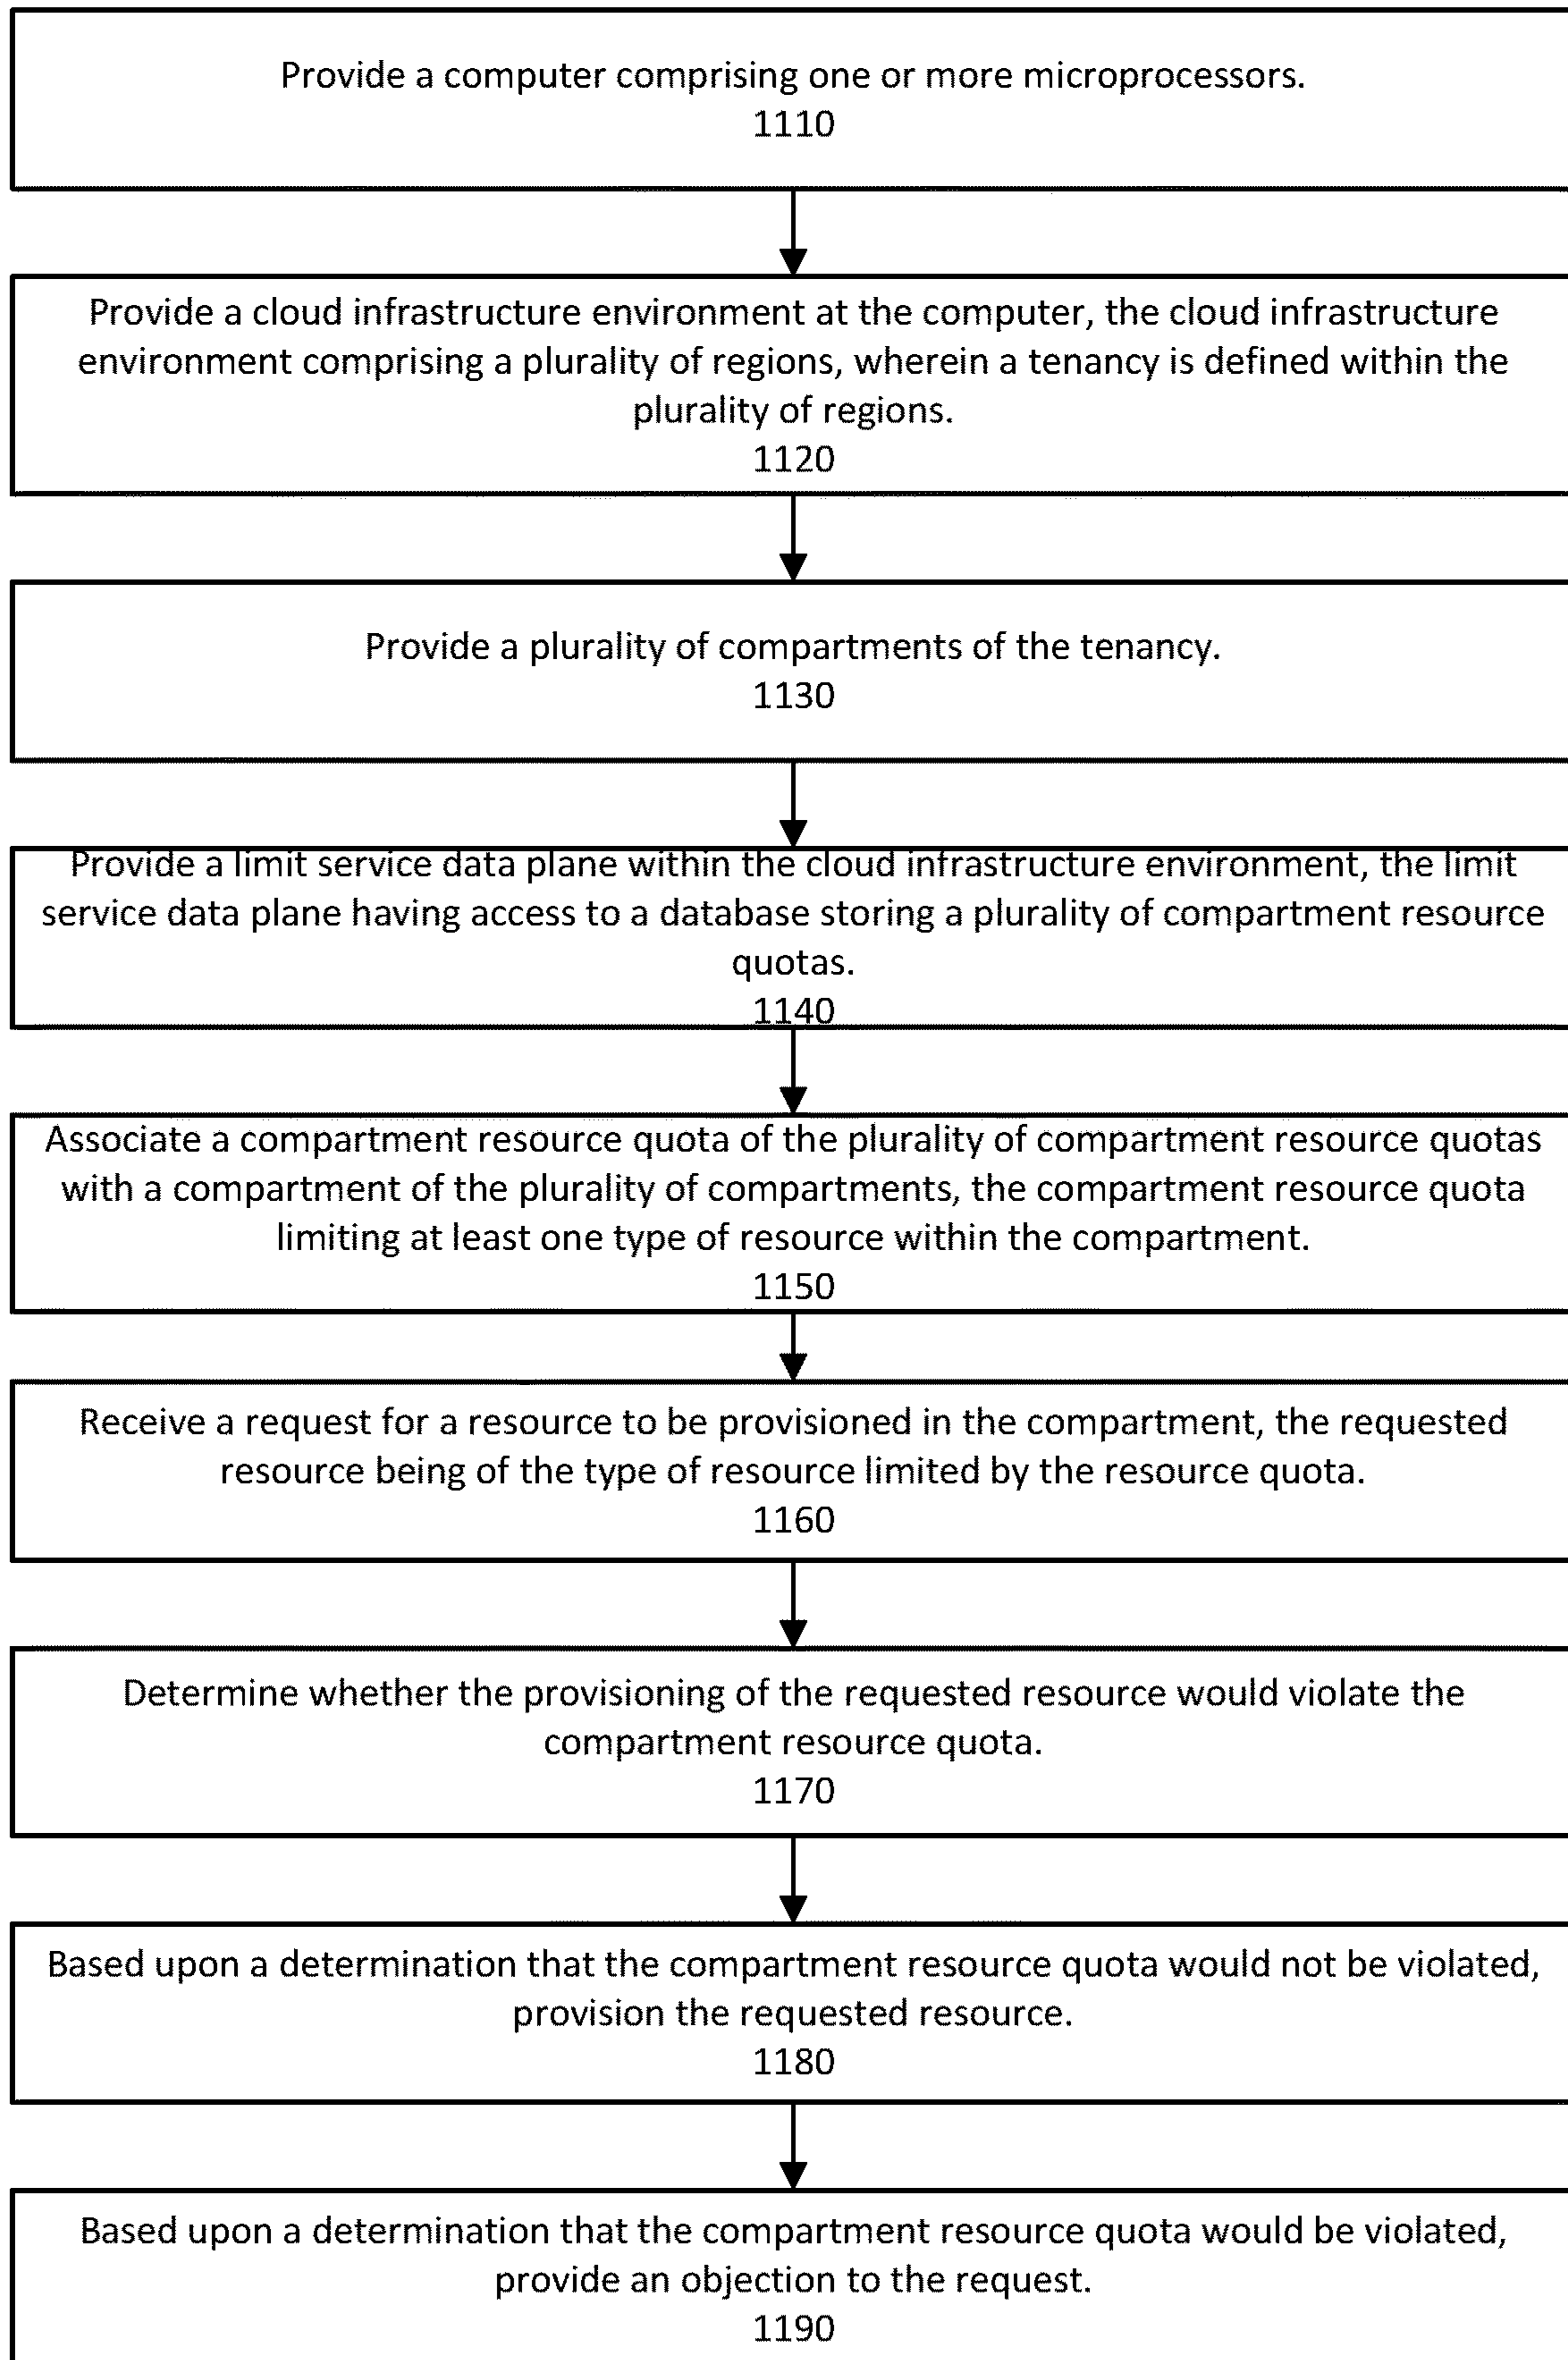 Provide a computer comprising one or more microprocessors.
1110
Provide a cloud infrastructure environment at the computer, the cloud infrastructure
environment comprising a plurality of regions, wherein a tenancy is defined within the
plurality of regions.
1120
Provide a plurality of compartments of the tenancy.
1130
Provide a limit service data plane within the cloud infrastructure environment, the limit
service data plane having access to a database storing a plurality of compartment resource
quotas.
1140
Associate a compartment resource quota of the plurality of compartment resource quotas
with a compartment of the plurality of compartments, the compartment resource quota
limiting at least one type of resource within the compartment.
1150
Receive a request for a resource to be provisioned in the compartment, the requested
resource being of the type of resource limited by the resource quota.
1160
Determine whether the provisioning of the requested resource would violate the
compartment resource quota.
1170
Based upon a determination that the compartment resource quota would not be violated,
provision the requested resource.
1180
Based upon a determination that the compartment resource quota would be violated,
provide an objection to the request.
1190